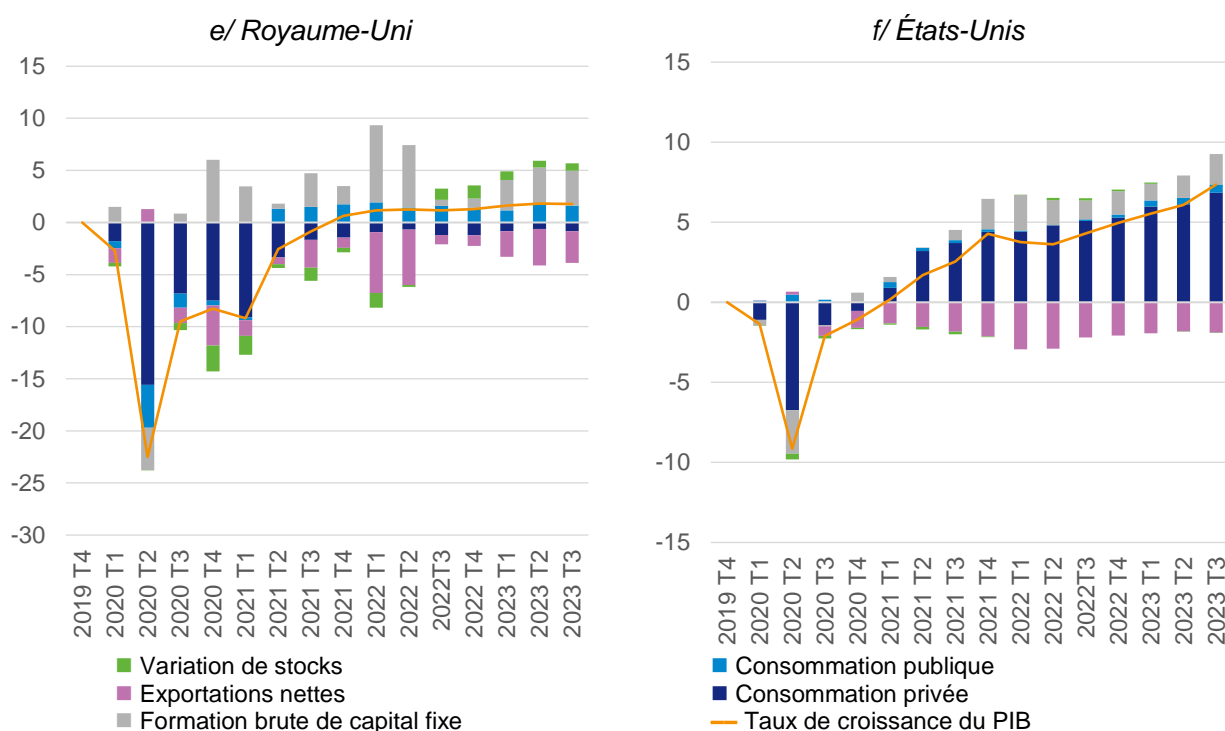 e/ Royaume-Uni
15
10
5
0
-5
-10
-15
-20
-25
-30
2019 T4
2020 T1
2020 T2
2020 T3
2020 T4
2021 T1
2021 T2
2021 T3
2021 T4
2022 T1
2022 T2
2022T3
2022 T4
2023 T1
2023 T2
2023 T3
f/ États-Unis
15
10
5
0
-5
-10
-15
2019 T4
2020 T1
2020 T2
2020 T3
2020 T4
2021 T1
2021 T2
2021 T3
2021 T4
2022 T1
2022 T2
2022T3
2022 T4
2023 T1
2023 T2
2023 T3
Variation de stocks
Exportations nettes
Formation brute de capital fixe
Consommation publique
Consommation privée
Taux de croissance du PIB